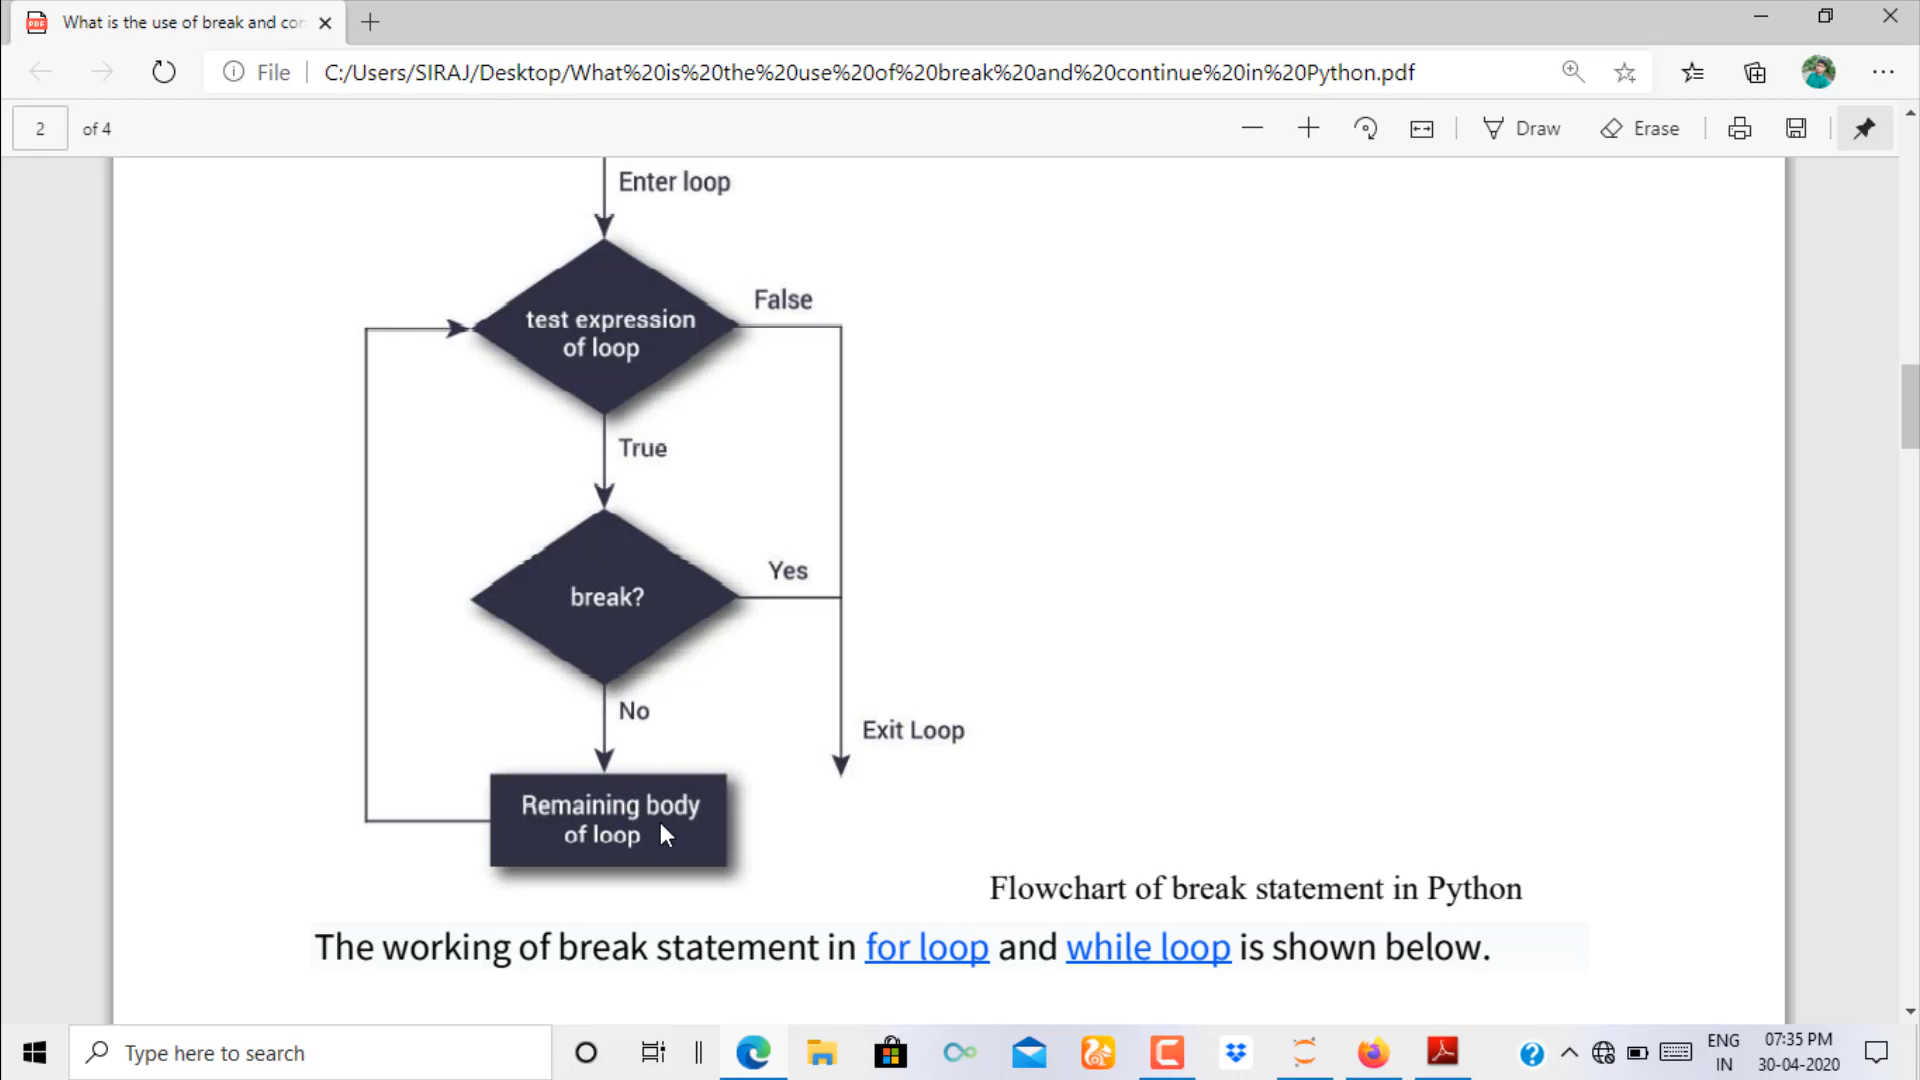 What is the use of break and con
File
C:/Users/SIRAJ/Desktop/What%20is%20the%20use%20of%20break%20and%20continue%20in%20Python.pdf
2
of 4
Draw
Erase
Enter loop
test expression
of loop
False
True
break?
Yes
No
Exit Loop
Remaining body
of loop
Flowchart of break statement in Python
The working of break statement in for loop and while loop is shown below.
Type here to search
ENG
IN
07:35 PM
30-04-2020